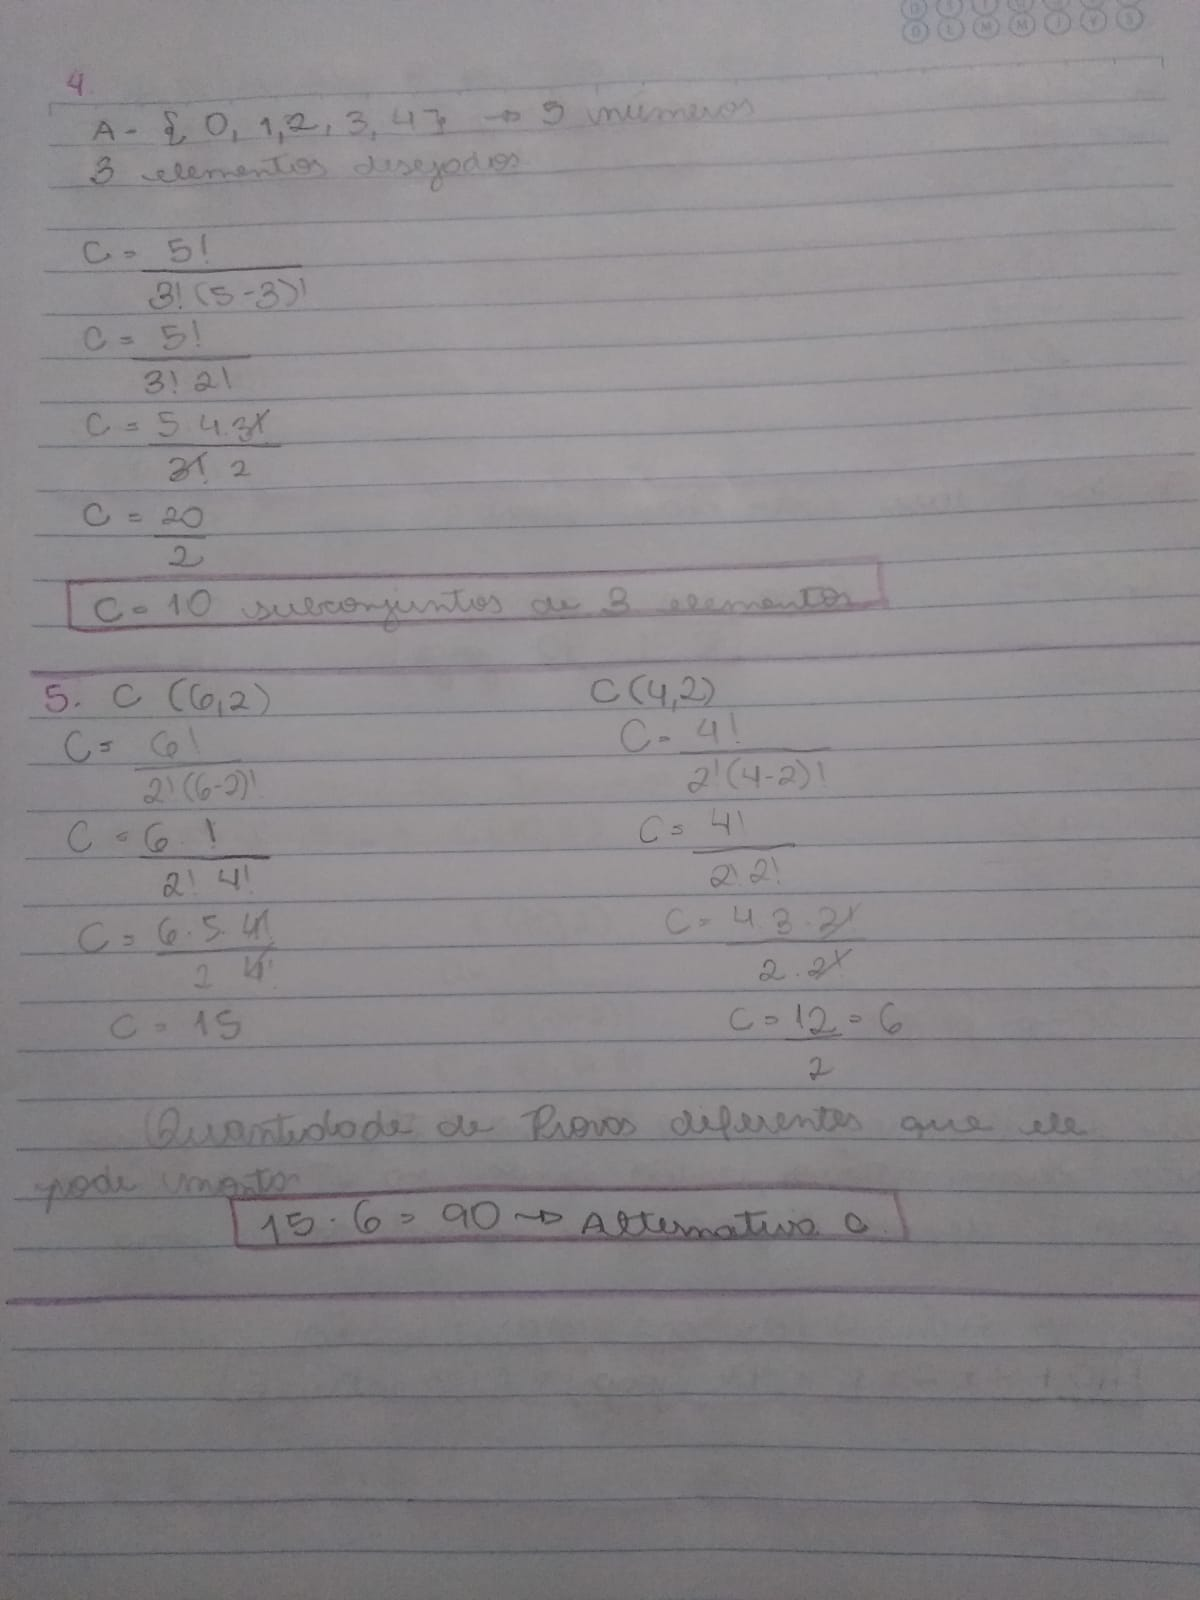 D S T Q Q S S
D L M M J V S
4.
A = { 0, 1, 2, 3, 4 } → 5 números
3 elementos desejados
C = 5!
3! (5-3)!
C = 5!
3! 2!
C = 5 4. 3!
3! 2
C = 20
2
C = 10 subconjuntos de 3 elementos
5. C (6,2)
C = 6!
2! (6-2)!
C = 6 . !
2! 4!
C = 6 . 5 . 4!
2 4!
C = 15
C (4,2)
C = 4!
2! (4-2)!
C = 4!
2! 2!
C = 4 3 . 2!
2 . 2!
C = 12 = 6
2
Quantidade de Provas diferentes que ele
pode montar
15 . 6 = 90 → Alternativa C.